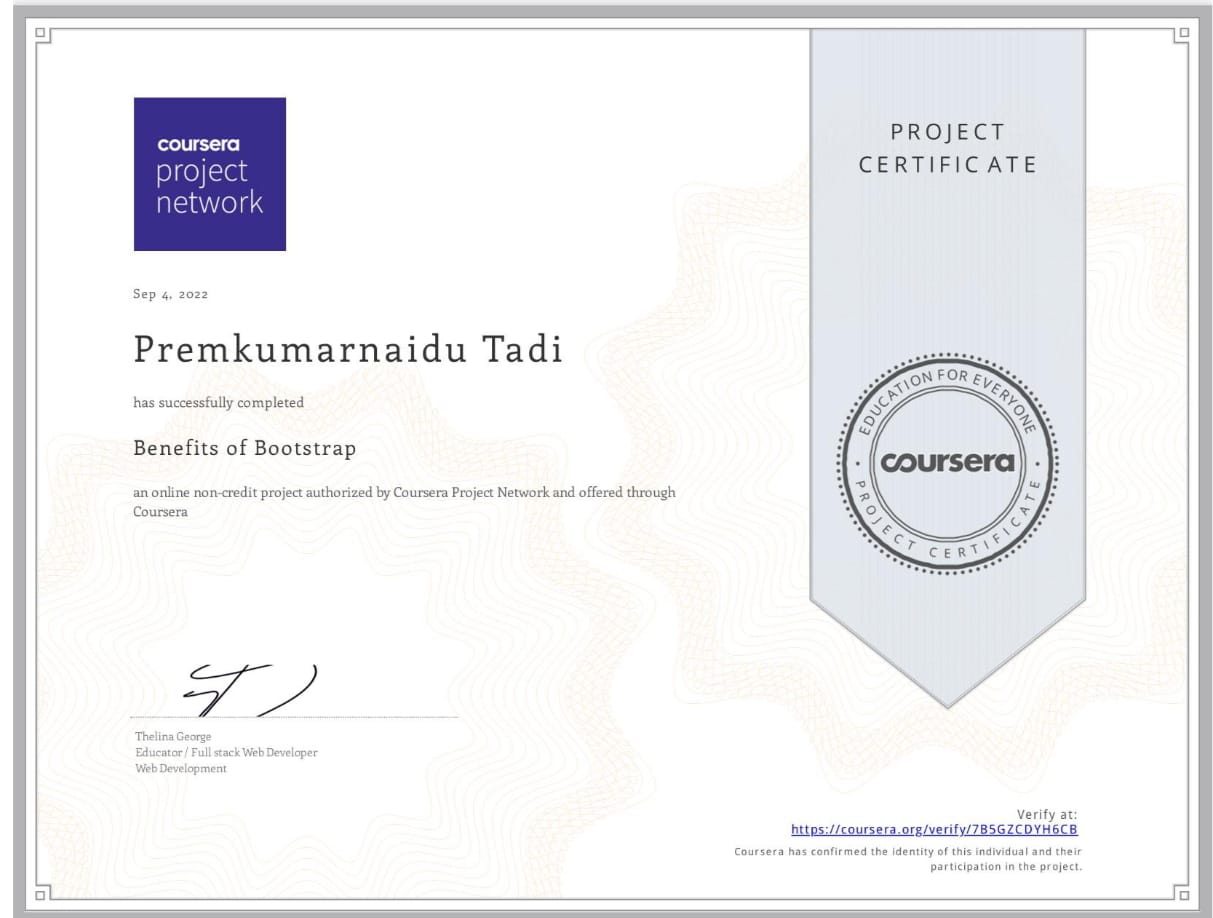 coursera
project
network
PROJECT
CERTIFICATE
Sep 4, 2022
Premkumarnaidu Tadi
has successfully completed
Benefits of Bootstrap
an online non-credit project authorized by Coursera Project Network and offered through
Coursera
EDUCATION FOR EVERYONE
coursera
PROJECT CERTIFICATE
Thelina George
Educator / Full stack Web Developer
Web Development
Verify at:
https://coursera.org/verify/7B5GZCDYH6CB
Coursera has confirmed the identity of this individual and their
participation in the project.